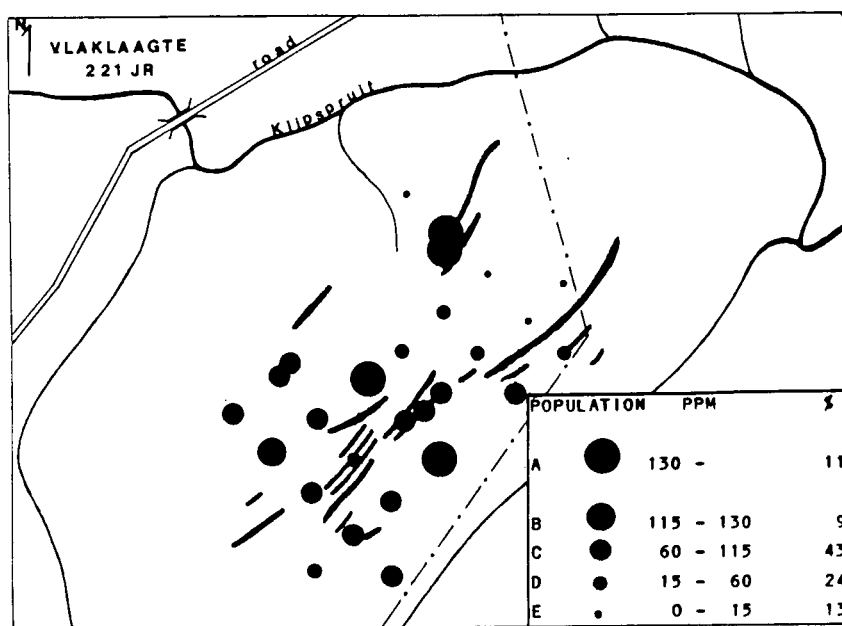 N
VLAKLAAGTE
221 JR
road
Klipspruit
POPULATION PPM %
A 130 - 11
B 115 - 130 9
C 60 - 115 43
D 15 - 60 24
E 0 - 15 13